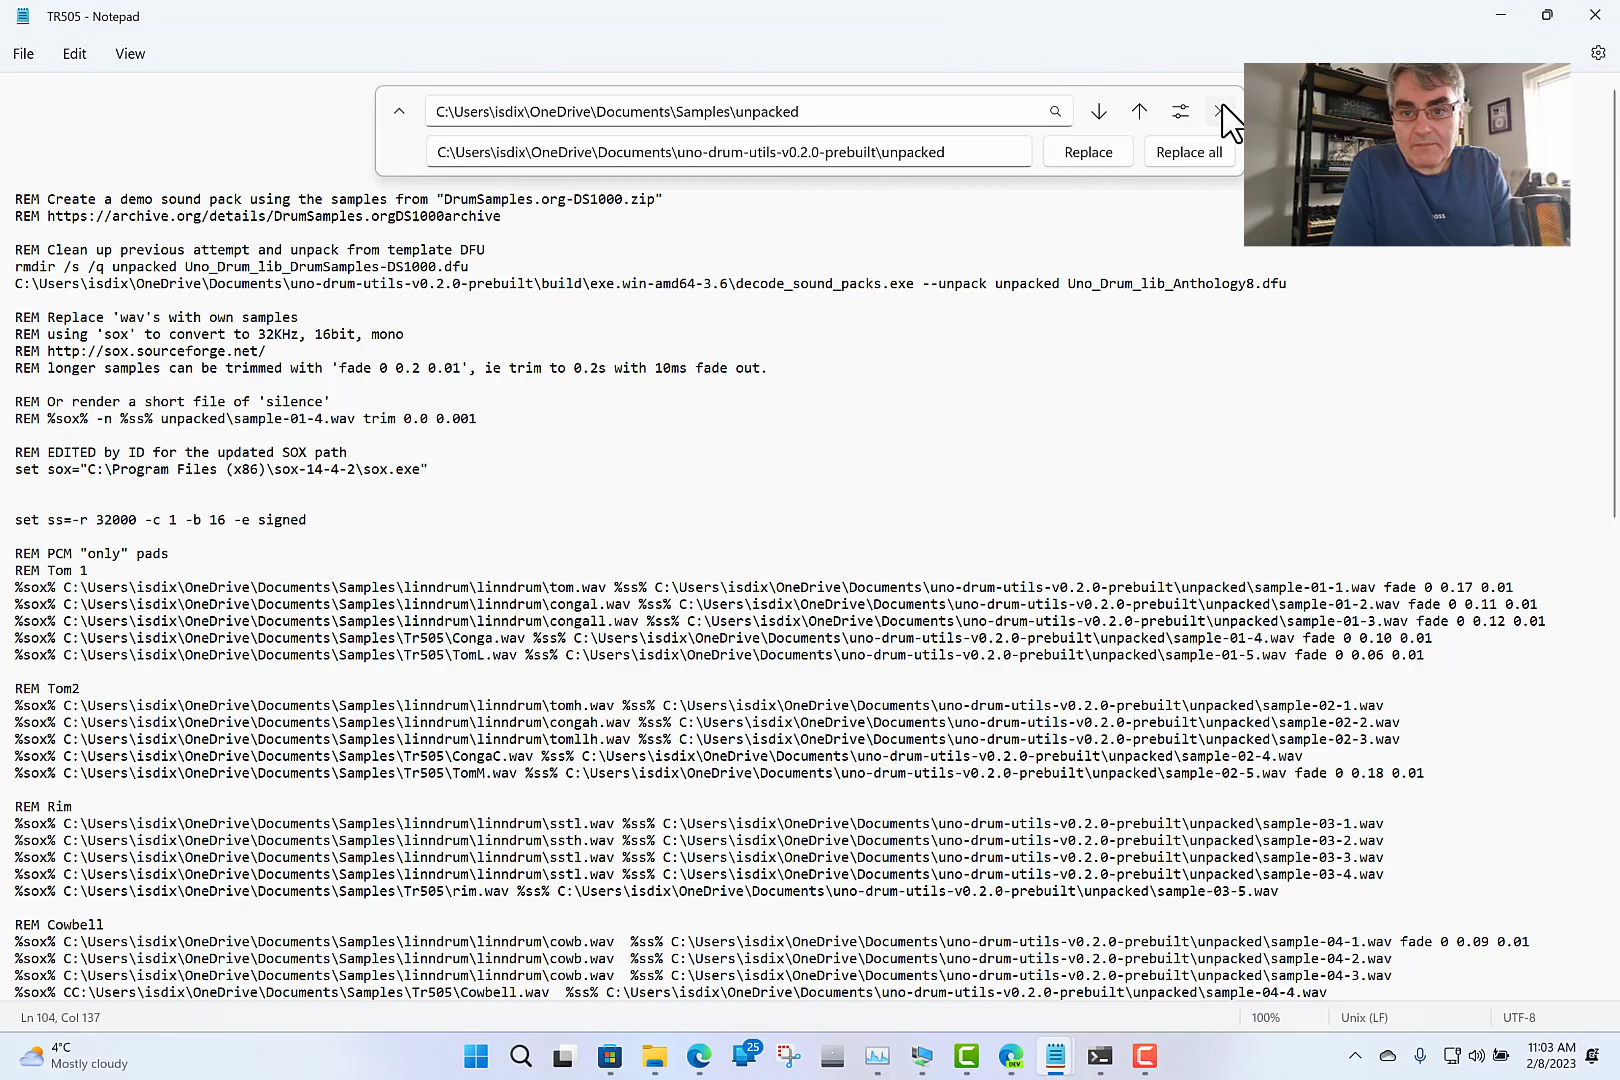 TR505 - Notepad
File Edit View
C:\Users\isdix\OneDrive\Documents\Samples\unpacked
C:\Users\isdix\OneDrive\Documents\uno-drum-utils-v0.2.0-prebuilt\unpacked Replace Replace all
REM Create a demo sound pack using the samples from "DrumSamples.org-DS1000.zip"
REM https://archive.org/details/DrumSamples.orgDS1000archive
REM Clean up previous attempt and unpack from template DFU
rmdir /s /q unpacked Uno_Drum_lib_DrumSamples-DS1000.dfu
C:\Users\isdix\OneDrive\Documents\uno-drum-utils-v0.2.0-prebuilt\build\exe.win-amd64-3.6\decode_sound_packs.exe --unpack unpacked Uno_Drum_lib_Anthology8.dfu
REM Replace 'wav's with own samples
REM using 'sox' to convert to 32KHz, 16bit, mono
REM http://sox.sourceforge.net/
REM longer samples can be trimmed with 'fade 0 0.2 0.01', ie trim to 0.2s with 10ms fade out.
REM Or render a short file of 'silence'
REM %sox% -n %ss% unpacked\sample-01-4.wav trim 0.0 0.001
REM EDITED by ID for the updated SOX path
set sox="C:\Program Files (x86)\sox-14-4-2\sox.exe"
set ss=-r 32000 -c 1 -b 16 -e signed
REM PCM "only" pads
REM Tom 1
%sox% C:\Users\isdix\OneDrive\Documents\Samples\linndrum\linndrum\tom.wav %ss% C:\Users\isdix\OneDrive\Documents\uno-drum-utils-v0.2.0-prebuilt\unpacked\sample-01-1.wav fade 0 0.17 0.01
%sox% C:\Users\isdix\OneDrive\Documents\Samples\linndrum\linndrum\congal.wav %ss% C:\Users\isdix\OneDrive\Documents\uno-drum-utils-v0.2.0-prebuilt\unpacked\sample-01-2.wav fade 0 0.11 0.01
%sox% C:\Users\isdix\OneDrive\Documents\Samples\linndrum\linndrum\congall.wav %ss% C:\Users\isdix\OneDrive\Documents\uno-drum-utils-v0.2.0-prebuilt\unpacked\sample-01-3.wav fade 0 0.12 0.01
%sox% C:\Users\isdix\OneDrive\Documents\Samples\Tr505\Conga.wav %ss% C:\Users\isdix\OneDrive\Documents\uno-drum-utils-v0.2.0-prebuilt\unpacked\sample-01-4.wav fade 0 0.10 0.01
%sox% C:\Users\isdix\OneDrive\Documents\Samples\Tr505\TomL.wav %ss% C:\Users\isdix\OneDrive\Documents\uno-drum-utils-v0.2.0-prebuilt\unpacked\sample-01-5.wav fade 0 0.06 0.01
REM Tom2
%sox% C:\Users\isdix\OneDrive\Documents\Samples\linndrum\linndrum\tomh.wav %ss% C:\Users\isdix\OneDrive\Documents\uno-drum-utils-v0.2.0-prebuilt\unpacked\sample-02-1.wav
%sox% C:\Users\isdix\OneDrive\Documents\Samples\linndrum\linndrum\congah.wav %ss% C:\Users\isdix\OneDrive\Documents\uno-drum-utils-v0.2.0-prebuilt\unpacked\sample-02-2.wav
%sox% C:\Users\isdix\OneDrive\Documents\Samples\linndrum\linndrum\tomllh.wav %ss% C:\Users\isdix\OneDrive\Documents\uno-drum-utils-v0.2.0-prebuilt\unpacked\sample-02-3.wav
%sox% C:\Users\isdix\OneDrive\Documents\Samples\Tr505\CongaC.wav %ss% C:\Users\isdix\OneDrive\Documents\uno-drum-utils-v0.2.0-prebuilt\unpacked\sample-02-4.wav
%sox% C:\Users\isdix\OneDrive\Documents\Samples\Tr505\TomM.wav %ss% C:\Users\isdix\OneDrive\Documents\uno-drum-utils-v0.2.0-prebuilt\unpacked\sample-02-5.wav fade 0 0.18 0.01
REM Rim
%sox% C:\Users\isdix\OneDrive\Documents\Samples\linndrum\linndrum\sstl.wav %ss% C:\Users\isdix\OneDrive\Documents\uno-drum-utils-v0.2.0-prebuilt\unpacked\sample-03-1.wav
%sox% C:\Users\isdix\OneDrive\Documents\Samples\linndrum\linndrum\ssth.wav %ss% C:\Users\isdix\OneDrive\Documents\uno-drum-utils-v0.2.0-prebuilt\unpacked\sample-03-2.wav
%sox% C:\Users\isdix\OneDrive\Documents\Samples\linndrum\linndrum\sstl.wav %ss% C:\Users\isdix\OneDrive\Documents\uno-drum-utils-v0.2.0-prebuilt\unpacked\sample-03-3.wav
%sox% C:\Users\isdix\OneDrive\Documents\Samples\linndrum\linndrum\sstl.wav %ss% C:\Users\isdix\OneDrive\Documents\uno-drum-utils-v0.2.0-prebuilt\unpacked\sample-03-4.wav
%sox% C:\Users\isdix\OneDrive\Documents\Samples\Tr505\rim.wav %ss% C:\Users\isdix\OneDrive\Documents\uno-drum-utils-v0.2.0-prebuilt\unpacked\sample-03-5.wav
REM Cowbell
%sox% C:\Users\isdix\OneDrive\Documents\Samples\linndrum\linndrum\cowb.wav  %ss% C:\Users\isdix\OneDrive\Documents\uno-drum-utils-v0.2.0-prebuilt\unpacked\sample-04-1.wav fade 0 0.09 0.01
%sox% C:\Users\isdix\OneDrive\Documents\Samples\linndrum\linndrum\cowb.wav  %ss% C:\Users\isdix\OneDrive\Documents\uno-drum-utils-v0.2.0-prebuilt\unpacked\sample-04-2.wav
%sox% C:\Users\isdix\OneDrive\Documents\Samples\linndrum\linndrum\cowb.wav  %ss% C:\Users\isdix\OneDrive\Documents\uno-drum-utils-v0.2.0-prebuilt\unpacked\sample-04-3.wav
%sox% CC:\Users\isdix\OneDrive\Documents\Samples\Tr505\Cowbell.wav  %ss% C:\Users\isdix\OneDrive\Documents\uno-drum-utils-v0.2.0-prebuilt\unpacked\sample-04-4.wav
Ln 104, Col 137 100% Unix (LF) UTF-8
4°C
Mostly cloudy
25
DEV
11:03 AM
2/8/2023